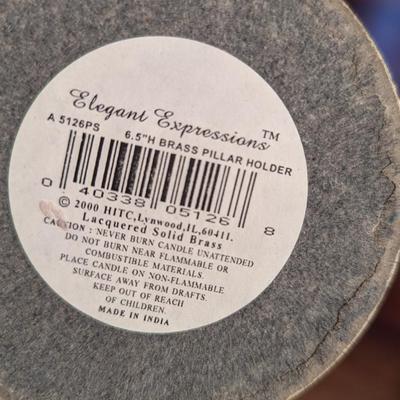 Elegant Expressions™
A 5126PS 6.5"H BRASS PILLAR HOLDER
0 40338 05126 8
© 2000 HITC,Lynwood,IL,60411.
Lacquered Solid Brass
CAUTION : NEVER BURN CANDLE UNATTENDED
DO NOT BURN NEAR FLAMMABLE OR
COMBUSTIBLE MATERIALS.
PLACE CANDLE ON NON-FLAMMABLE
SURFACE AWAY FROM DRAFTS.
KEEP OUT OF REACH
OF CHILDREN.
MADE IN INDIA